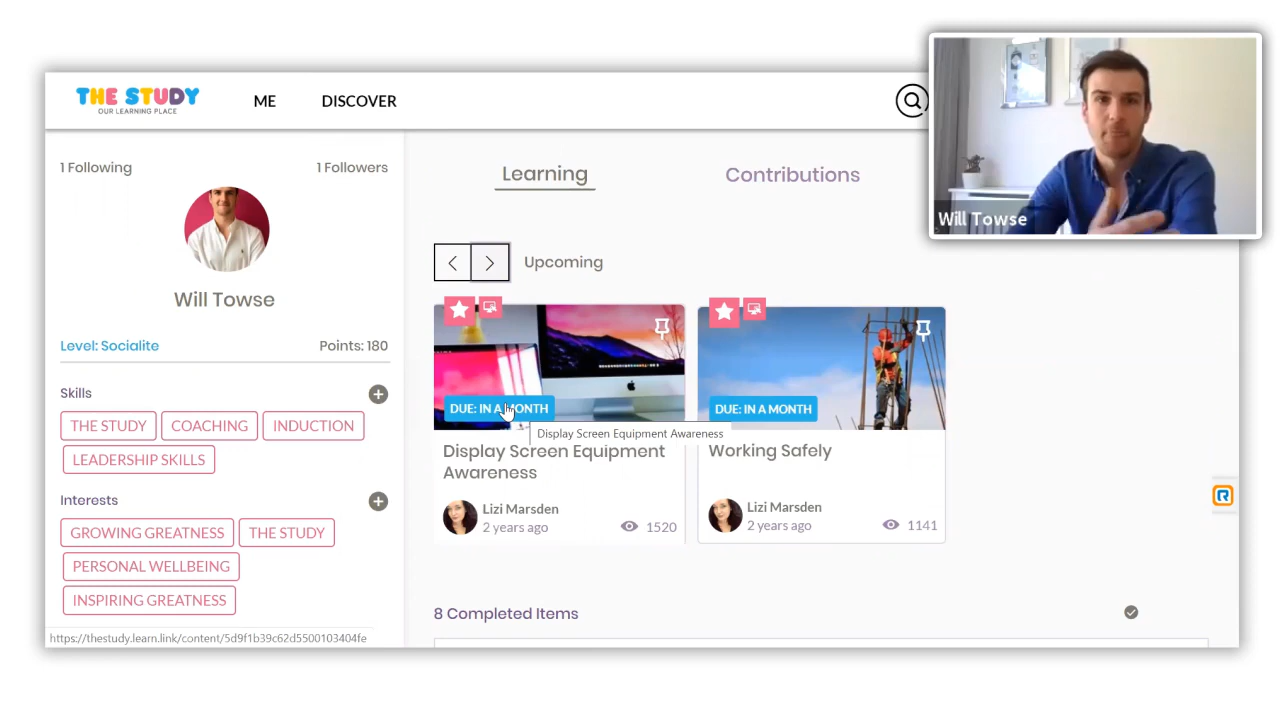 THE STUDY
OUR LEARNING PLACE
ME
DISCOVER
1 Following
1 Followers
Will Towse
Level: Socialite
Points: 180
Skills
THE STUDY
COACHING
INDUCTION
LEADERSHIP SKILLS
Interests
GROWING GREATNESS
THE STUDY
PERSONAL WELLBEING
INSPIRING GREATNESS
https://thestudy.learn.link/content/5d9f1b39c62d5500103404fe
Learning
Contributions
Upcoming
DUE: IN A MONTH
Display Screen Equipment Awareness
Display Screen Equipment
Awareness
Lizi Marsden
2 years ago
1520
DUE: IN A MONTH
Working Safely
Lizi Marsden
2 years ago
1141
8 Completed Items
Will Towse
R